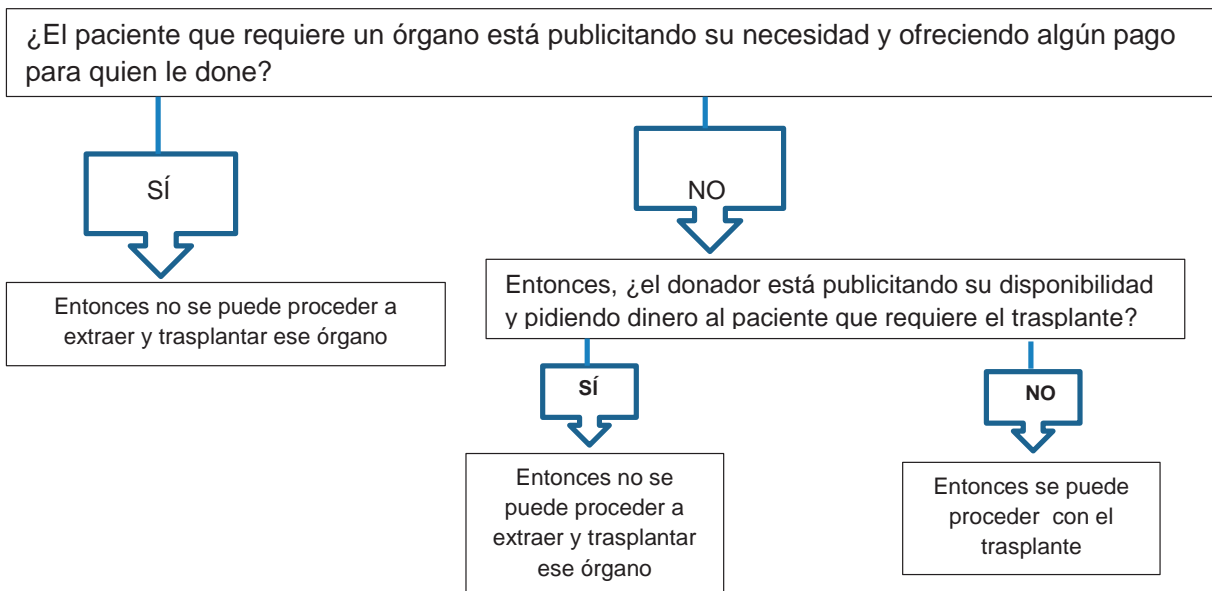 ¿El paciente que requiere un órgano está publicitando su necesidad y ofreciendo algún pago
para quien le done?
SÍ
NO
Entonces no se puede proceder a
extraer y trasplantar ese órgano
Entonces, ¿el donador está publicitando su disponibilidad
y pidiendo dinero al paciente que requiere el trasplante?
SÍ
NO
Entonces no se
puede proceder a
extraer y trasplantar
ese órgano
Entonces se puede
proceder con el
trasplante